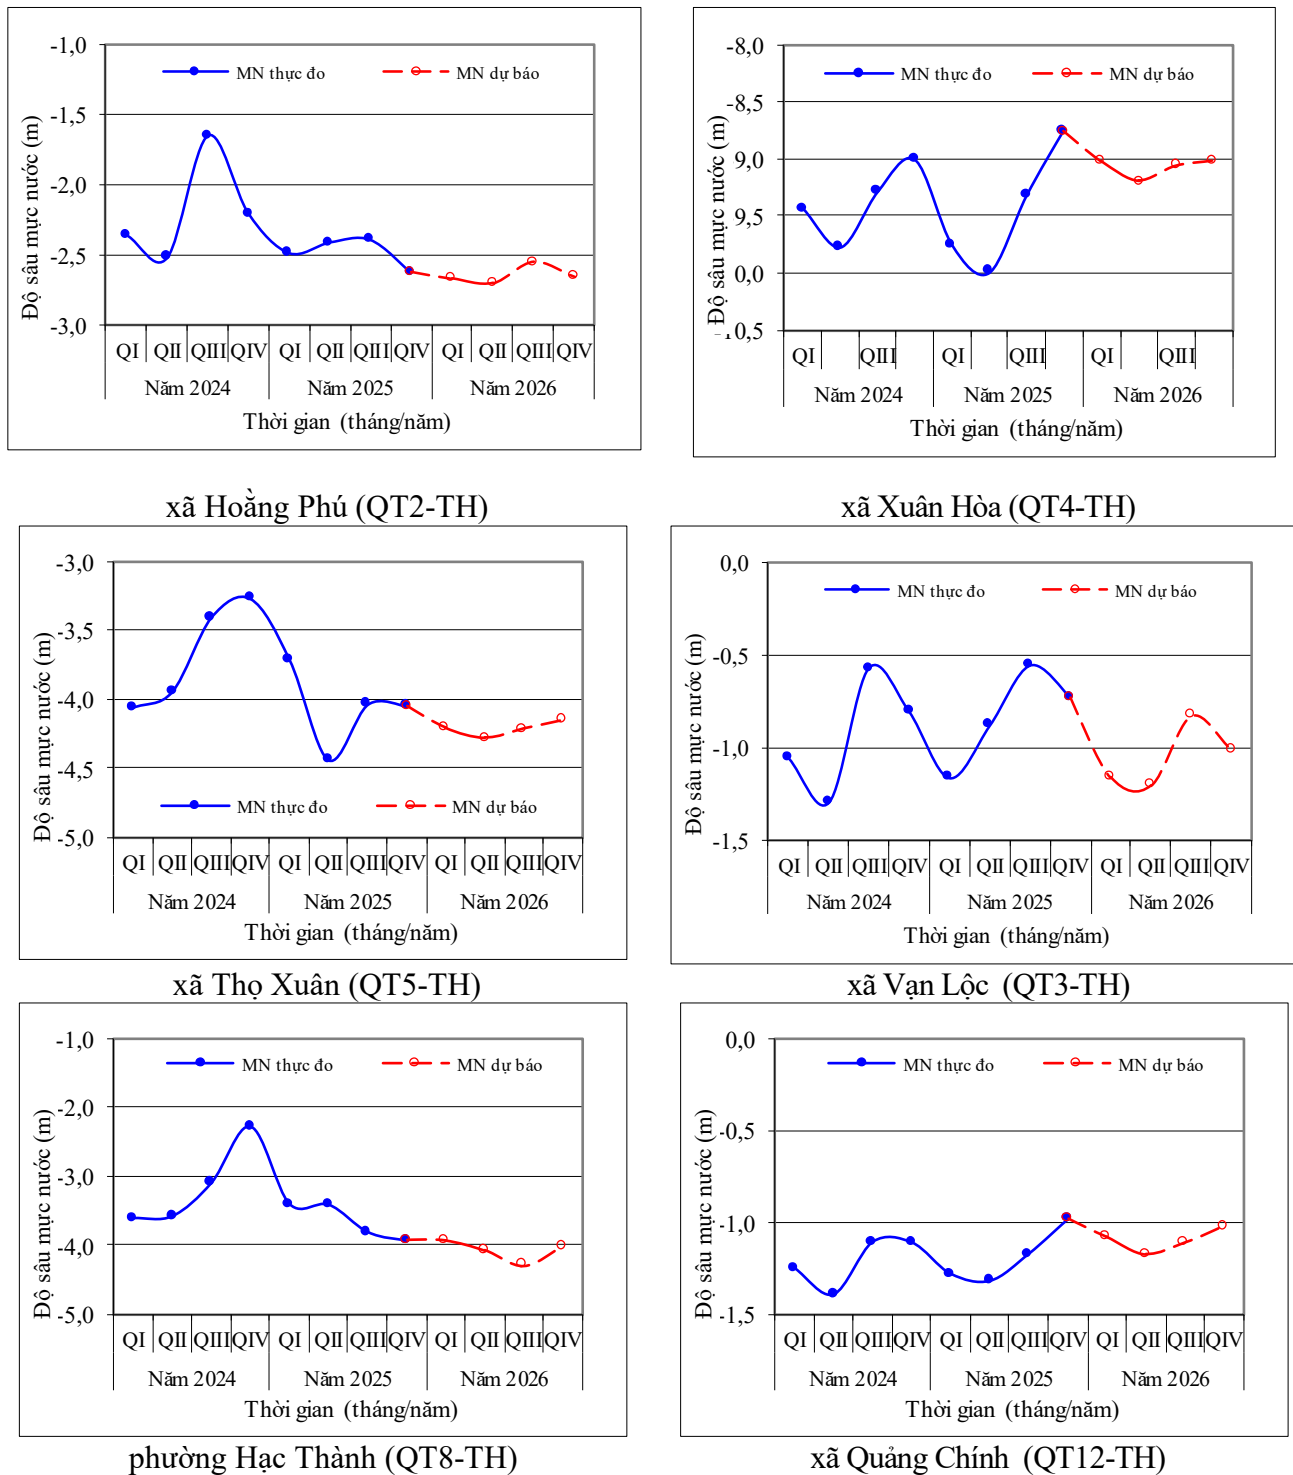 -1,0
-1,5
-2,0
-2,5
-3,0
Độ sâu mực nước (m)
MN thực đo MN dự báo
QI QII QIII QIV QI QII QIII QIV QI QII QIII QIV
Năm 2024 Năm 2025 Năm 2026
Thời gian (tháng/năm)
xã Hoằng Phú (QT2-TH)
-8,0
-8,5
9,0
9,5
0,0
-10,5
Độ sâu mực nước (m)
MN thực đo MN dự báo
QI QIII QI QIII QI QIII
Năm 2024 Năm 2025 Năm 2026
Thời gian (tháng/năm)
xã Xuân Hòa (QT4-TH)
-3,0
-3,5
-4,0
-4,5
-5,0
Độ sâu mực nước (m)
MN thực đo MN dự báo
QI QII QIII QIV QI QII QIII QIV QI QII QIII QIV
Năm 2024 Năm 2025 Năm 2026
Thời gian (tháng/năm)
xã Thọ Xuân (QT5-TH)
0,0
-0,5
-1,0
-1,5
Độ sâu mực nước (m)
MN thực đo MN dự báo
QI QII QIII QIV QI QII QIII QIV QI QII QIII QIV
Năm 2024 Năm 2025 Năm 2026
Thời gian (tháng/năm)
xã Vạn Lộc (QT3-TH)
-1,0
-2,0
-3,0
-4,0
-5,0
Độ sâu mực nước (m)
MN thực đo MN dự báo
QI QII QIII QIV QI QII QIII QIV QI QII QIII QIV
Năm 2024 Năm 2025 Năm 2026
Thời gian (tháng/năm)
phường Hạc Thành (QT8-TH)
0,0
-0,5
-1,0
-1,5
Độ sâu mực nước (m)
MN thực đo MN dự báo
QI QII QIII QIV QI QII QIII QIV QI QII QIII QIV
Năm 2024 Năm 2025 Năm 2026
Thời gian (tháng/năm)
xã Quảng Chính (QT12-TH)